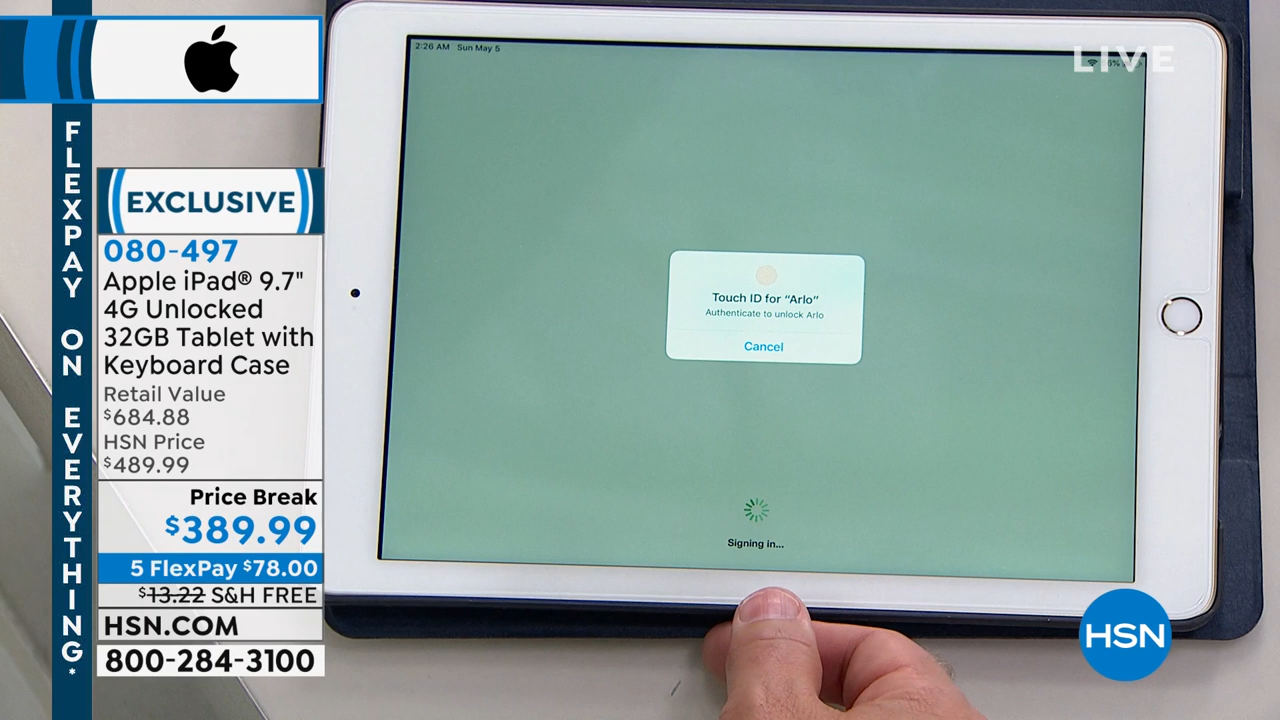 FLEXPAY ON EVERYTHING*
EXCLUSIVE
080-497
Apple iPad® 9.7"
4G Unlocked
32GB Tablet with
Keyboard Case
Retail Value
$684.88
HSN Price
$489.99
Price Break
$389.99
5 FlexPay $78.00
$13.22 S&H FREE
HSN.COM
800-284-3100
2:26 AM Sun May 5
LIVE
Touch ID for “Arlo”
Authenticate to unlock Arlo
Cancel
Signing in...
HSN